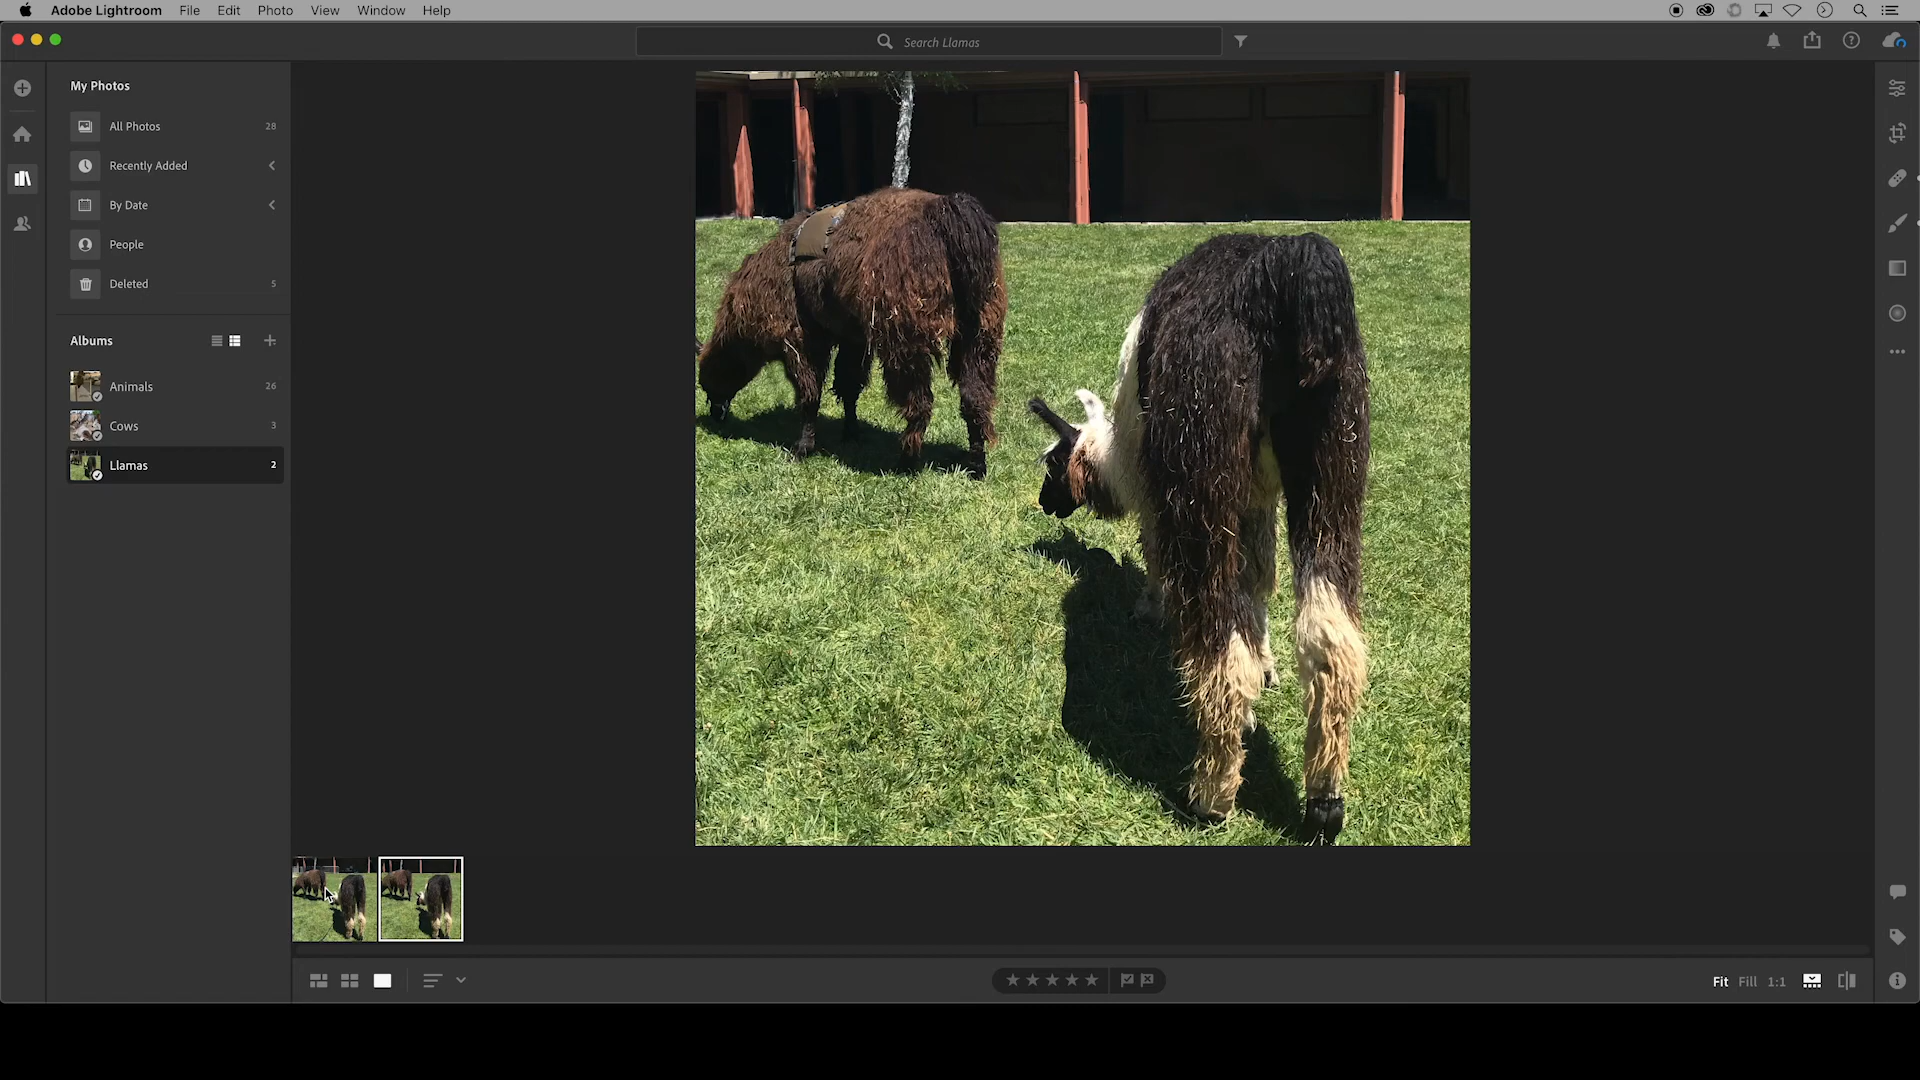 Adobe Lightroom File Edit Photo View Window Help
Search Llamas
My Photos
All Photos 28
Recently Added
By Date
People
Deleted 5
Albums
Animals 26
Cows 3
Llamas 2
Fit Fill 1:1